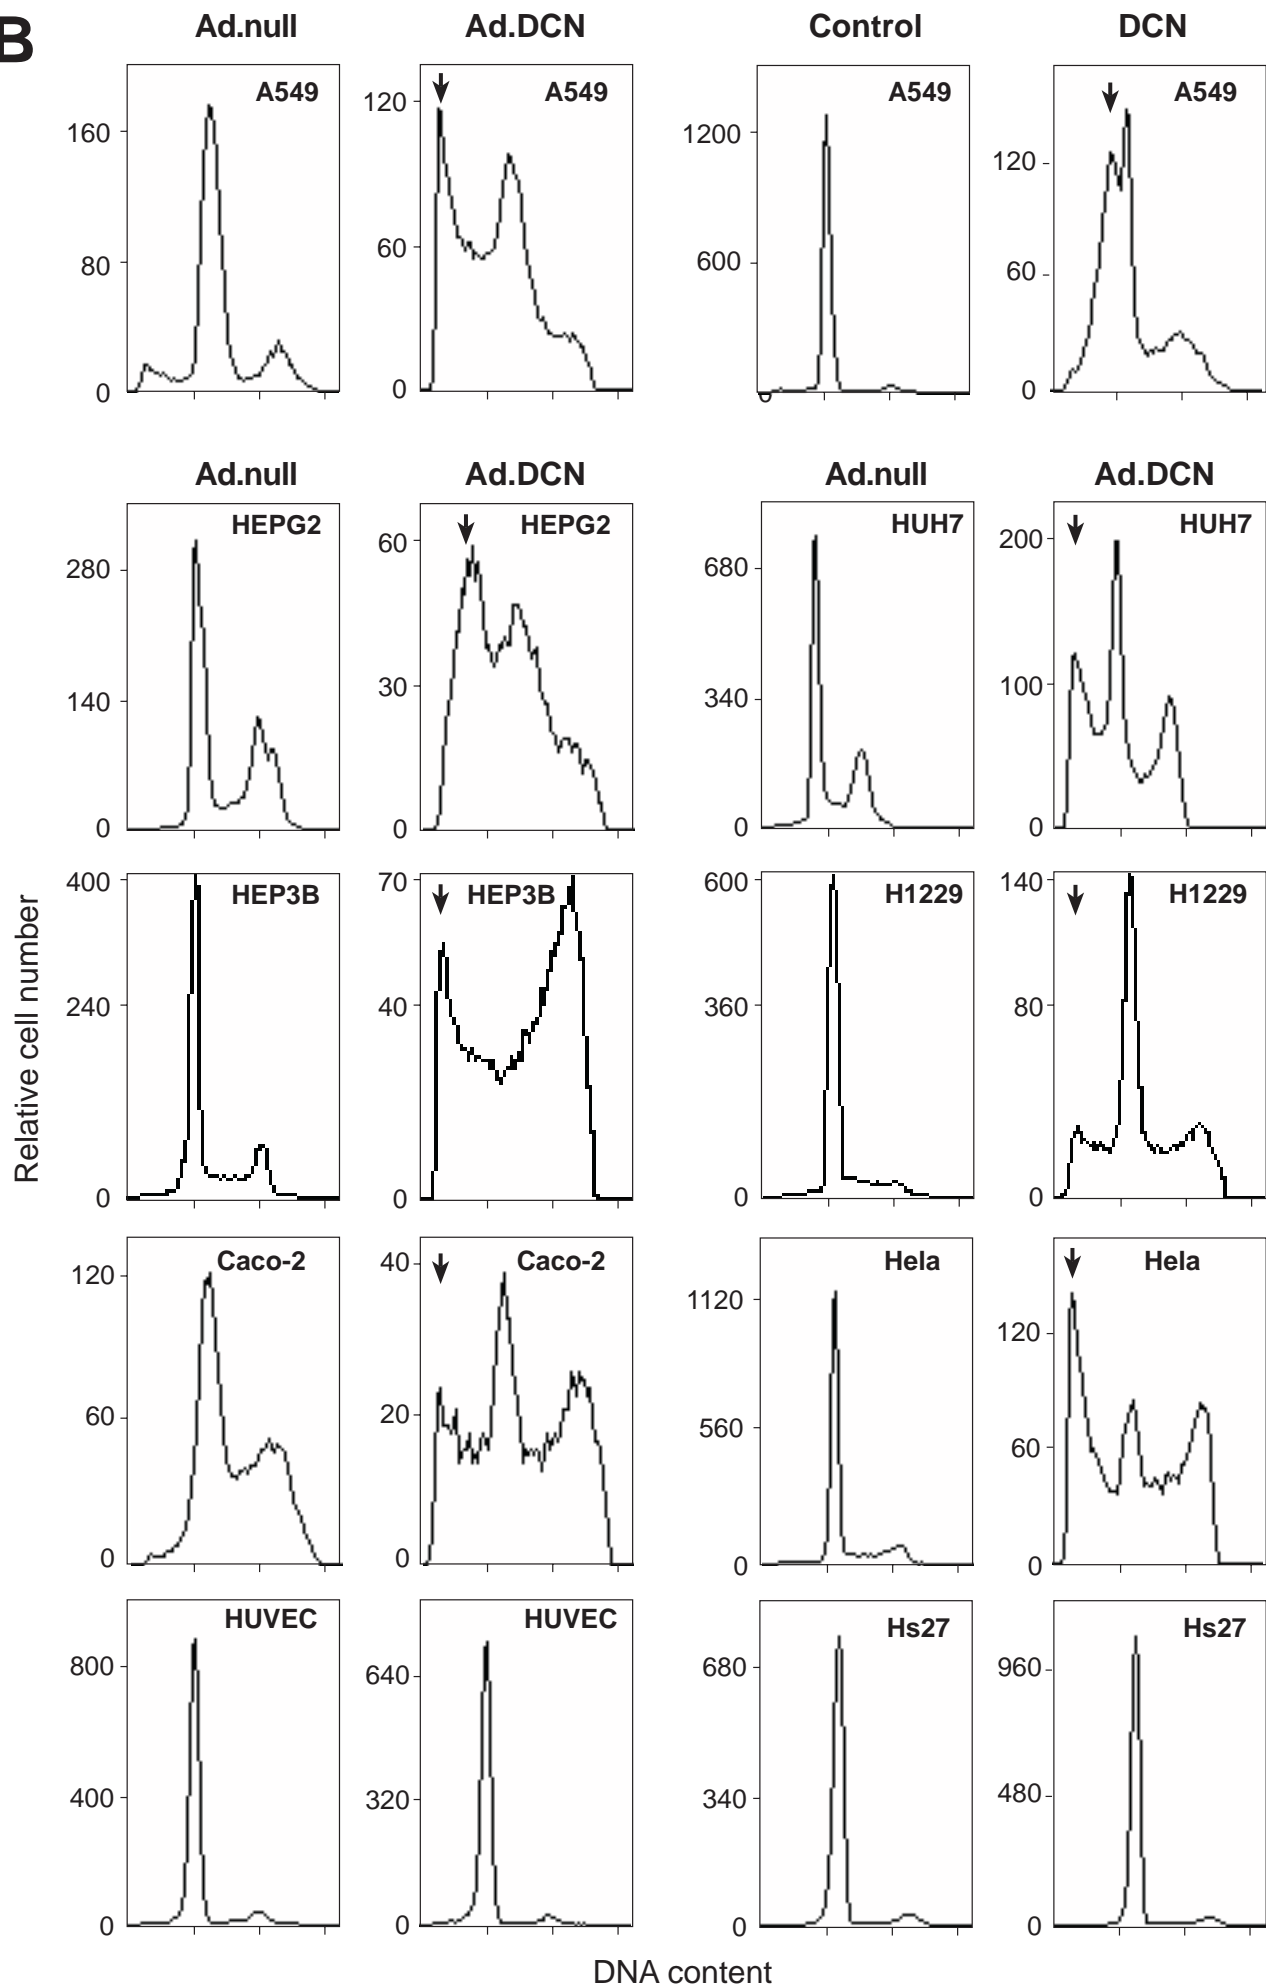 B
Ad.null Ad.DCN Control DCN
A549 A549 A549 A549
160 120 1200 120
80 60 600 60
0 0 0 0
Ad.null Ad.DCN Ad.null Ad.DCN
HEPG2 HEPG2 HUH7 HUH7
280 60 680 200
140 30 340 100
0 0 0 0
HEP3B HEP3B H1229 H1229
400 70 600 140
240 40 360 80
0 0 0 0
Relative cell number
Caco-2 Caco-2 Hela Hela
120 40 1120 120
60 20 560 60
0 0 0 0
HUVEC HUVEC Hs27 Hs27
800 640 680 960
400 320 340 480
0 0 0 0
DNA content